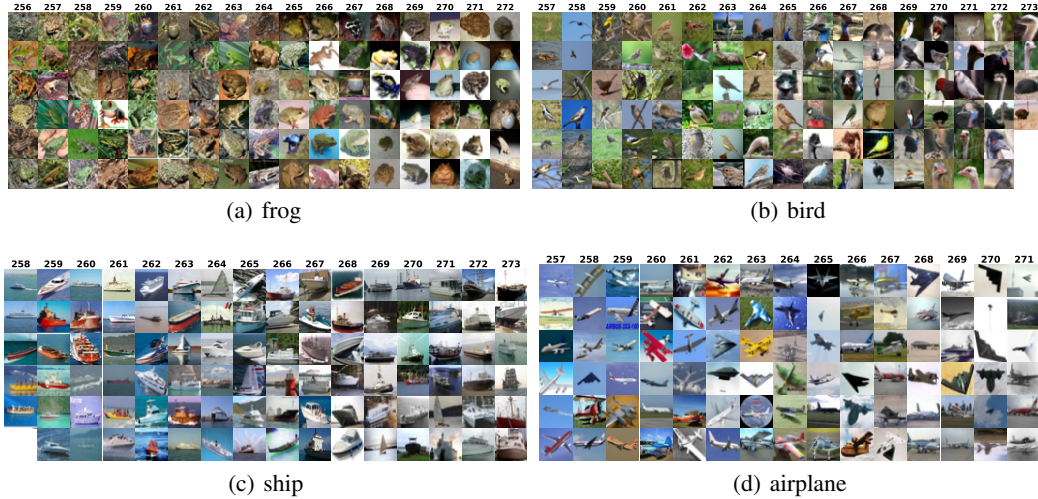 256 257 258 259 260 261 262 263 264 265 266 267 268 269 270 271 272
257 258 259 260 261 262 263 264 265 266 267 268 269 270 271 272 273
(a) frog
(b) bird
258 259 260 261 262 263 264 265 266 267 268 269 270 271 272 273
257 258 259 260 261 262 263 264 265 266 267 268 269 270 271
(c) ship
(d) airplane